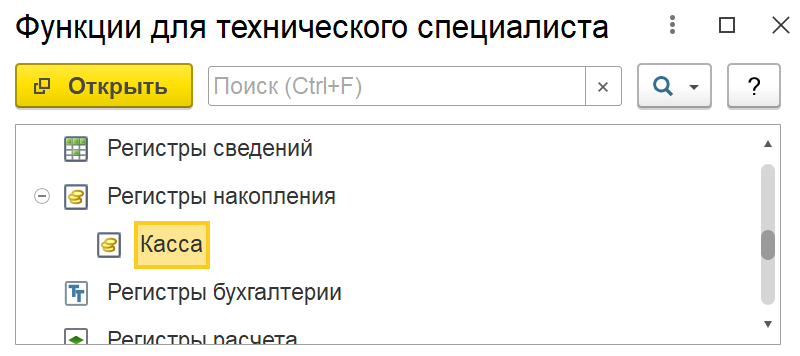 Функции для технического специалиста
Открыть
Поиск (Ctrl+F)
?
Регистры сведений
Регистры накопления
Касса
Регистры бухгалтерии
Регистры расчета